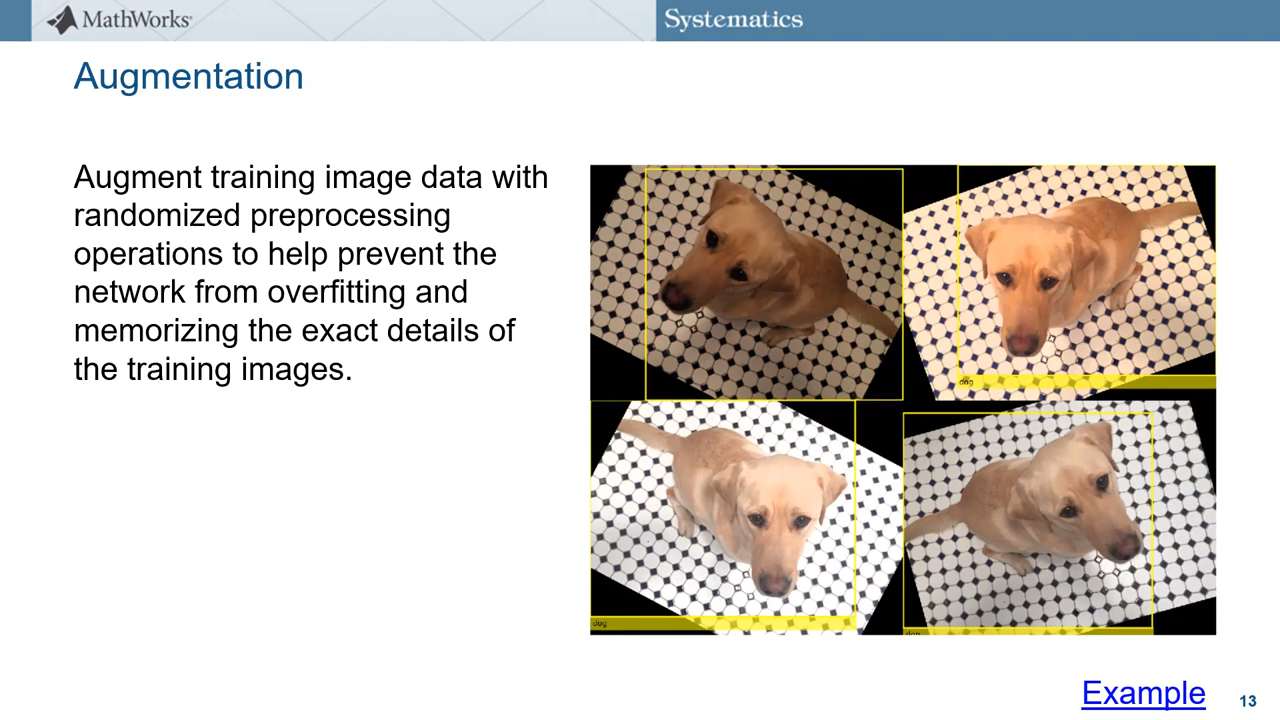 MathWorks
Systematics
Augmentation
Augment training image data with
randomized preprocessing
operations to help prevent the
network from overfitting and
memorizing the exact details of
the training images.
dog
dog
dog
Example
13